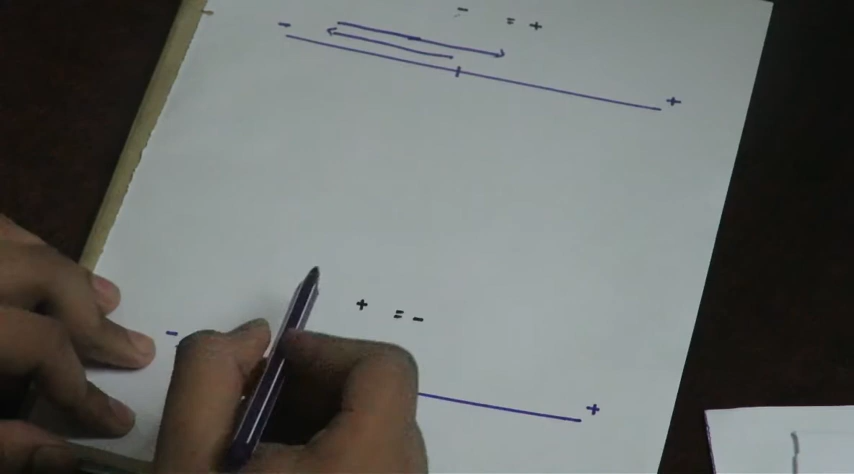 - = +
- +
+ = -
- +